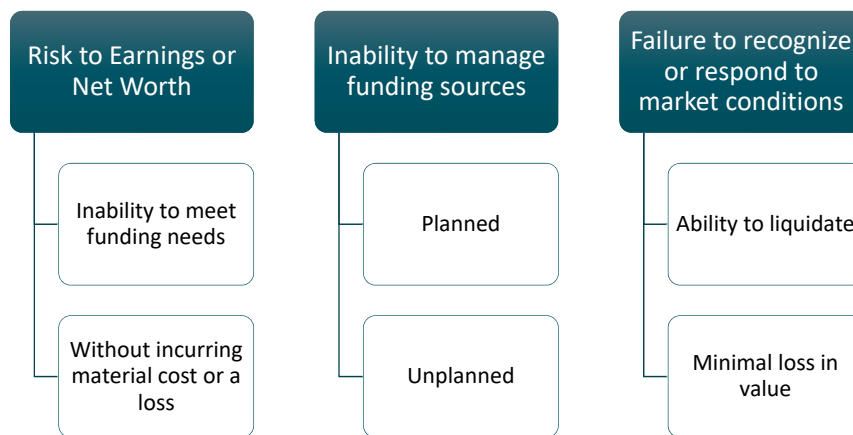 Risk to Earnings or
Net Worth
Inability to meet
funding needs
Without incurring
material cost or a
loss
Inability to manage
funding sources
Planned
Unplanned
Failure to recognize
or respond to
market conditions
Ability to liquidate
Minimal loss in
value